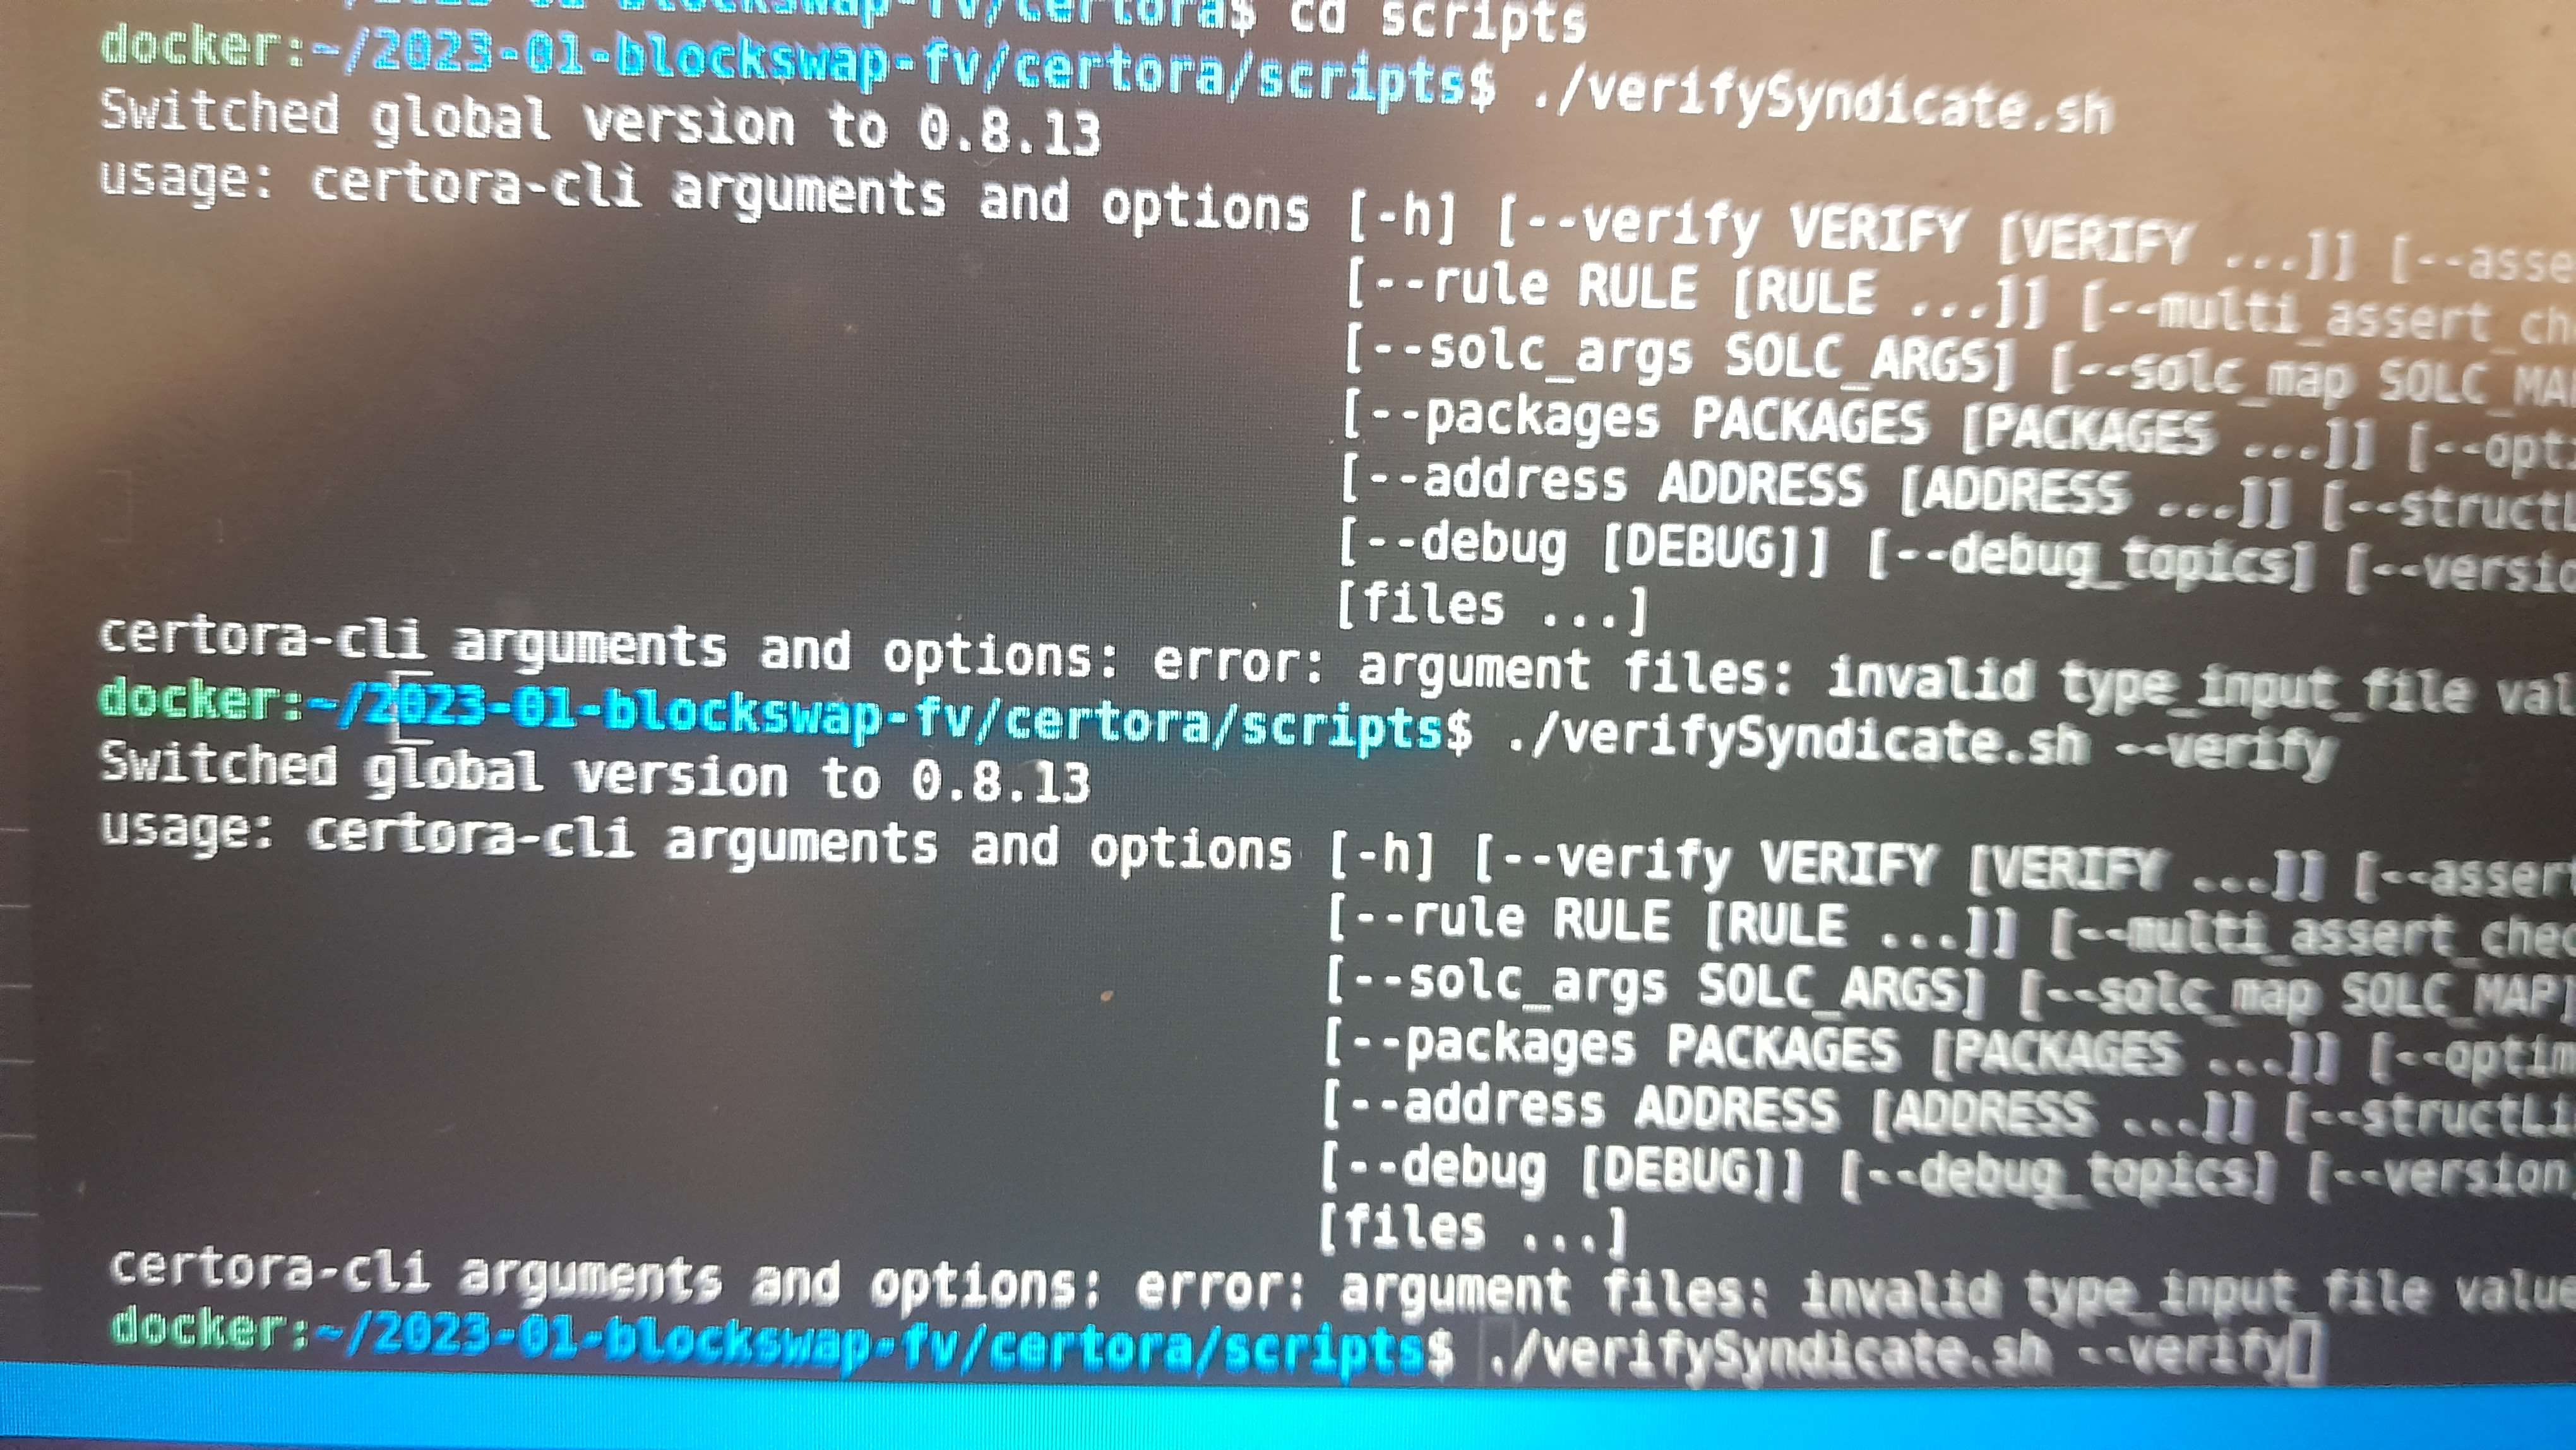 certora$ cd scripts
docker:~/2023-01-blockswap-fv/certora/scripts$ ./verifySyndicate.sh
Switched global version to 0.8.13
usage: certora-cli arguments and options [-h] [--verify VERIFY [VERIFY ...]] [--asse
[--rule RULE [RULE ...]] [--multi_assert_ch
[--solc_args SOLC_ARGS] [--solc_map SOLC_MA
[--packages PACKAGES [PACKAGES ...]] [--opt
[--address ADDRESS [ADDRESS ...]] [--struct
[--debug [DEBUG]] [--debug_topics] [--versio
[files ...]
certora-cli arguments and options: error: argument files: invalid type_input_file val
docker:~/2023-01-blockswap-fv/certora/scripts$ ./verifySyndicate.sh --verify
Switched global version to 0.8.13
usage: certora-cli arguments and options [-h] [--verify VERIFY [VERIFY ...]] [--asser
[--rule RULE [RULE ...]] [--multi_assert_chec
[--solc_args SOLC_ARGS] [--solc_map SOLC_MAP]
[--packages PACKAGES [PACKAGES ...]] [--optim
[--address ADDRESS [ADDRESS ...]] [--structLi
[--debug [DEBUG]] [--debug_topics] [--version
[files ...]
certora-cli arguments and options: error: argument files: invalid type_input_file value
docker:~/2023-01-blockswap-fv/certora/scripts$ ./verifySyndicate.sh --verify